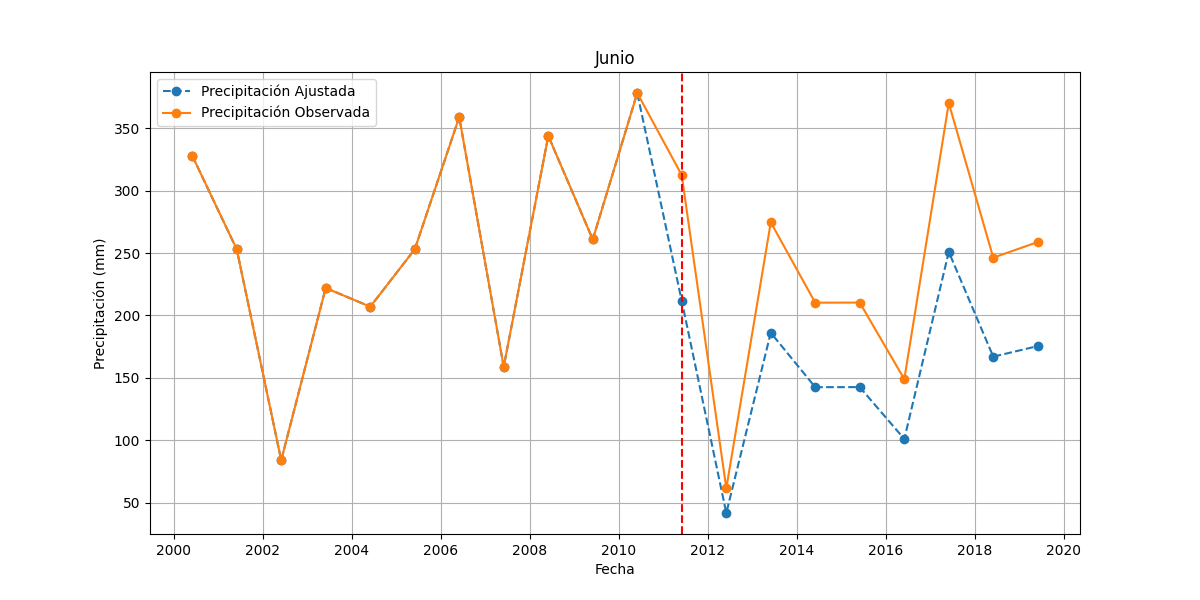 Junio
Precipitación Ajustada
Precipitación Observada
Precipitación (mm)
350
300
250
200
150
100
50
2000 2002 2004 2006 2008 2010 2012 2014 2016 2018 2020
Fecha